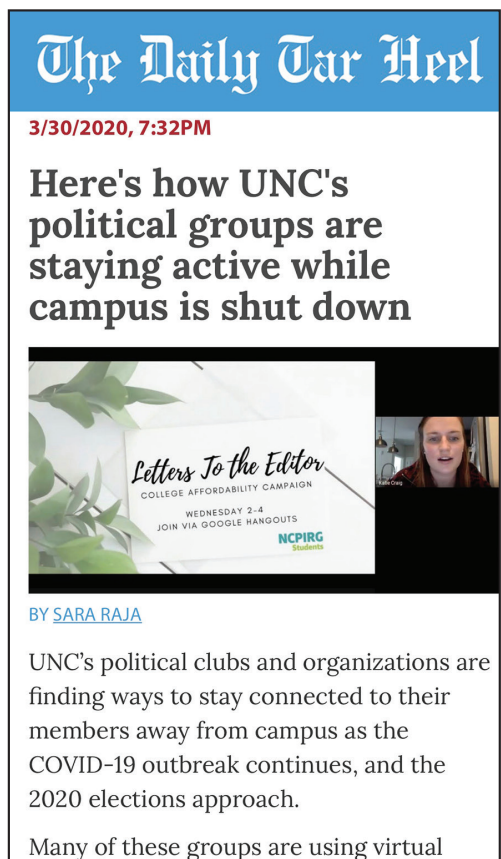 The Daily Tar Heel
3/30/2020, 7:32PM
Here's how UNC's
political groups are
staying active while
campus is shut down
Letters To the Editor
COLLEGE AFFORDABILITY CAMPAIGN
WEDNESDAY 2-4
JOIN VIA GOOGLE HANGOUTS
NCPIRG
Students
Katie Craig
BY SARA RAJA
UNC’s political clubs and organizations are
finding ways to stay connected to their
members away from campus as the
COVID-19 outbreak continues, and the
2020 elections approach.
Many of these groups are using virtual